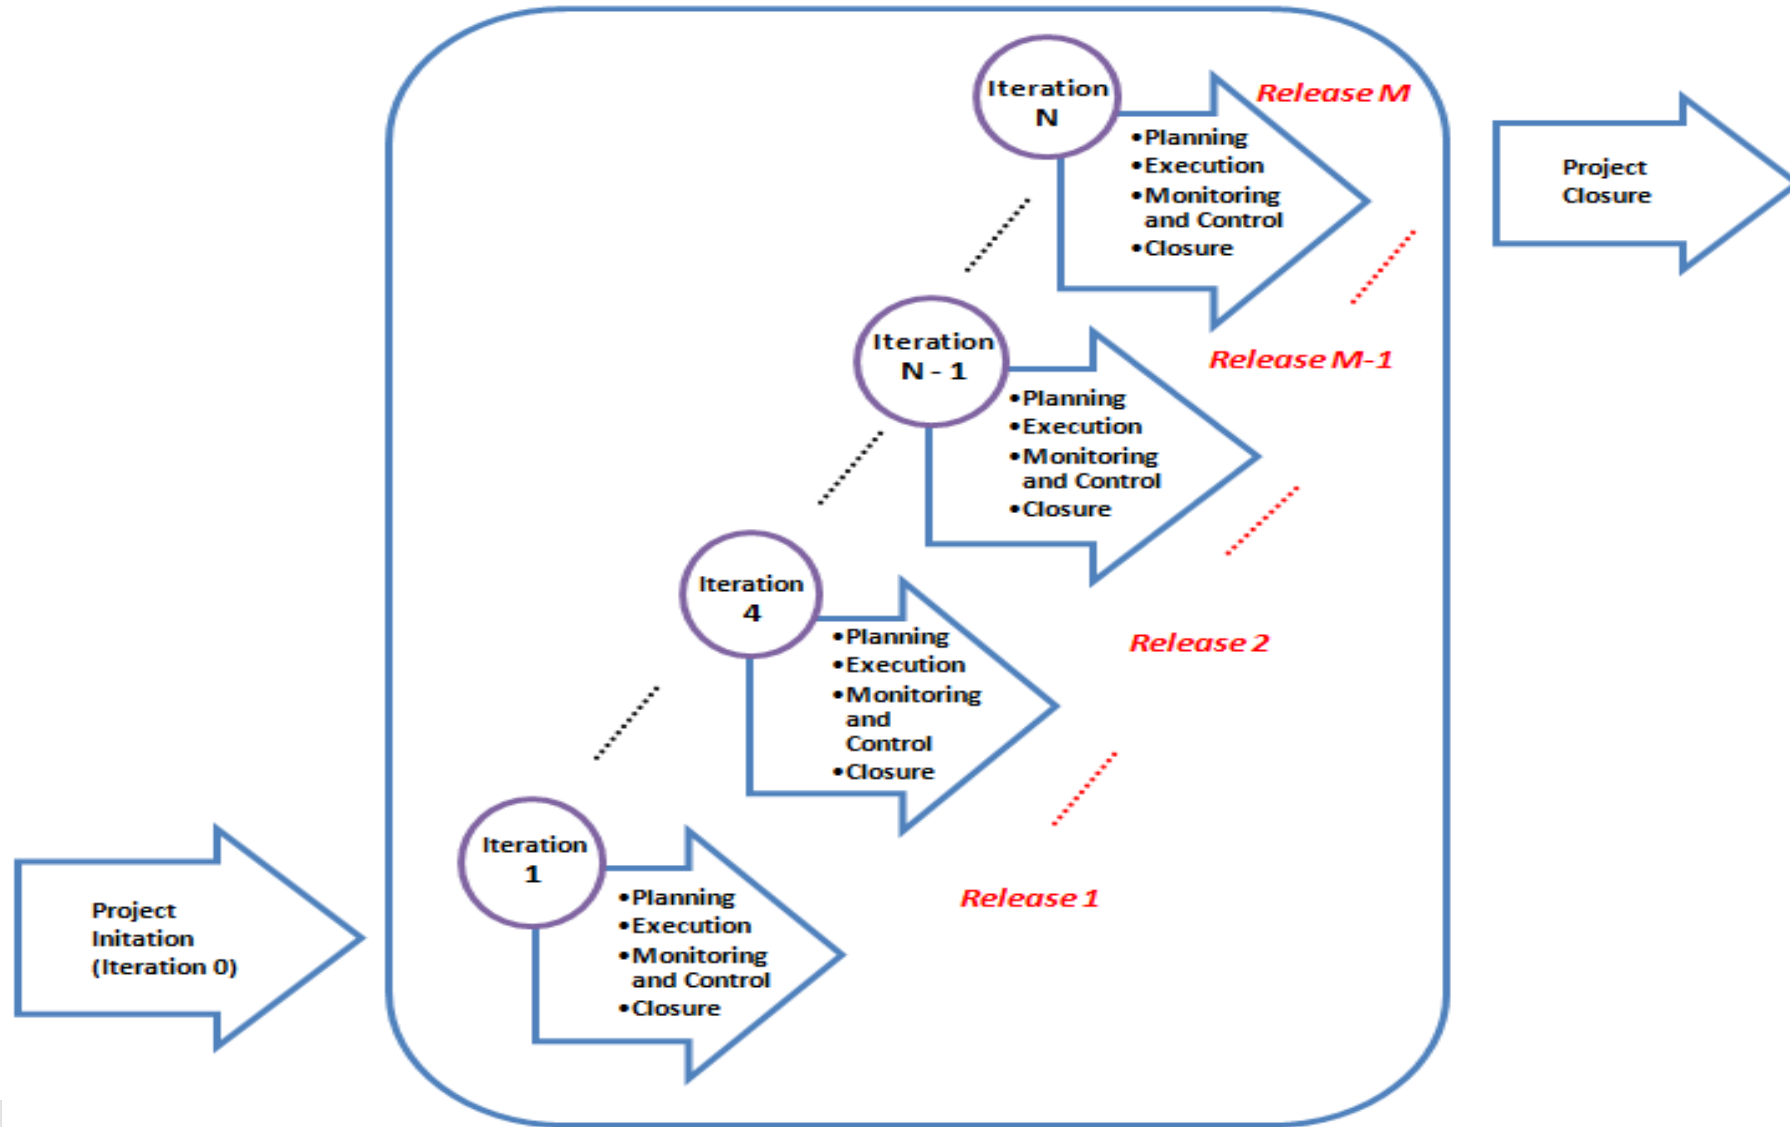 Iteration
N
Release M
•Planning
•Execution
•Monitoring
and Control
•Closure
Project
Closure
Iteration
N - 1
Release M-1
•Planning
•Execution
•Monitoring
and Control
•Closure
Iteration
4
•Planning
•Execution
•Monitoring
and
Control
•Closure
Release 2
Iteration
1
•Planning
•Execution
•Monitoring
and Control
•Closure
Release 1
Project
Initation
(Iteration 0)